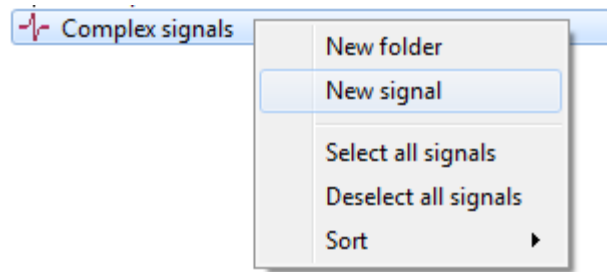 Complex signals
New folder
New signal
Select all signals
Deselect all signals
Sort